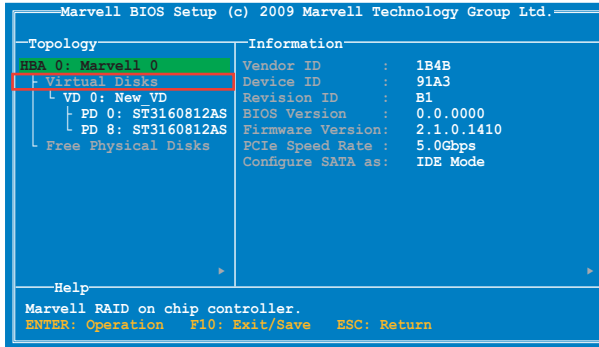 Marvell BIOS Setup (c) 2009 Marvell Technology Group Ltd.
Topology
HBA 0: Marvell 0
Virtual Disks
VD 0: New_VD
PD 0: ST3160812AS
PD 8: ST3160812AS
Free Physical Disks
Information
Vendor ID : 1B4B
Device ID : 91A3
Revision ID : B1
BIOS Version : 0.0.0000
Firmware Version: 2.1.0.1410
PCIe Speed Rate : 5.0Gbps
Configure SATA as: IDE Mode
Help
Marvell RAID on chip controller.
ENTER: Operation F10: Exit/Save ESC: Return